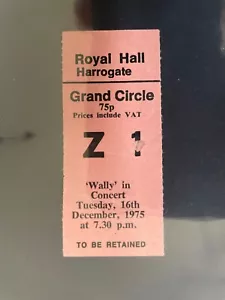 Royal Hall
Harrogate
Grand Circle
75p
Prices include VAT
Z 1
'Wally' in
Concert
Tuesday, 16th
December, 1975
at 7.30 p.m.
TO BE RETAINED